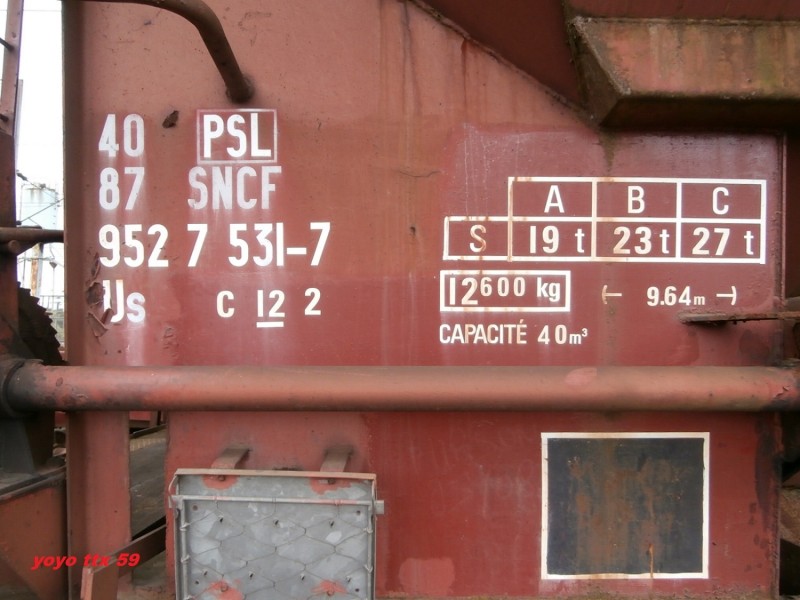 40 PSL
87 SNCF
952 7 531-7
Us C 12 2
A B C
S 19 t 23 t 27 t
12600 kg 9.64m
CAPACITÉ 40m³
yoyo tts 59